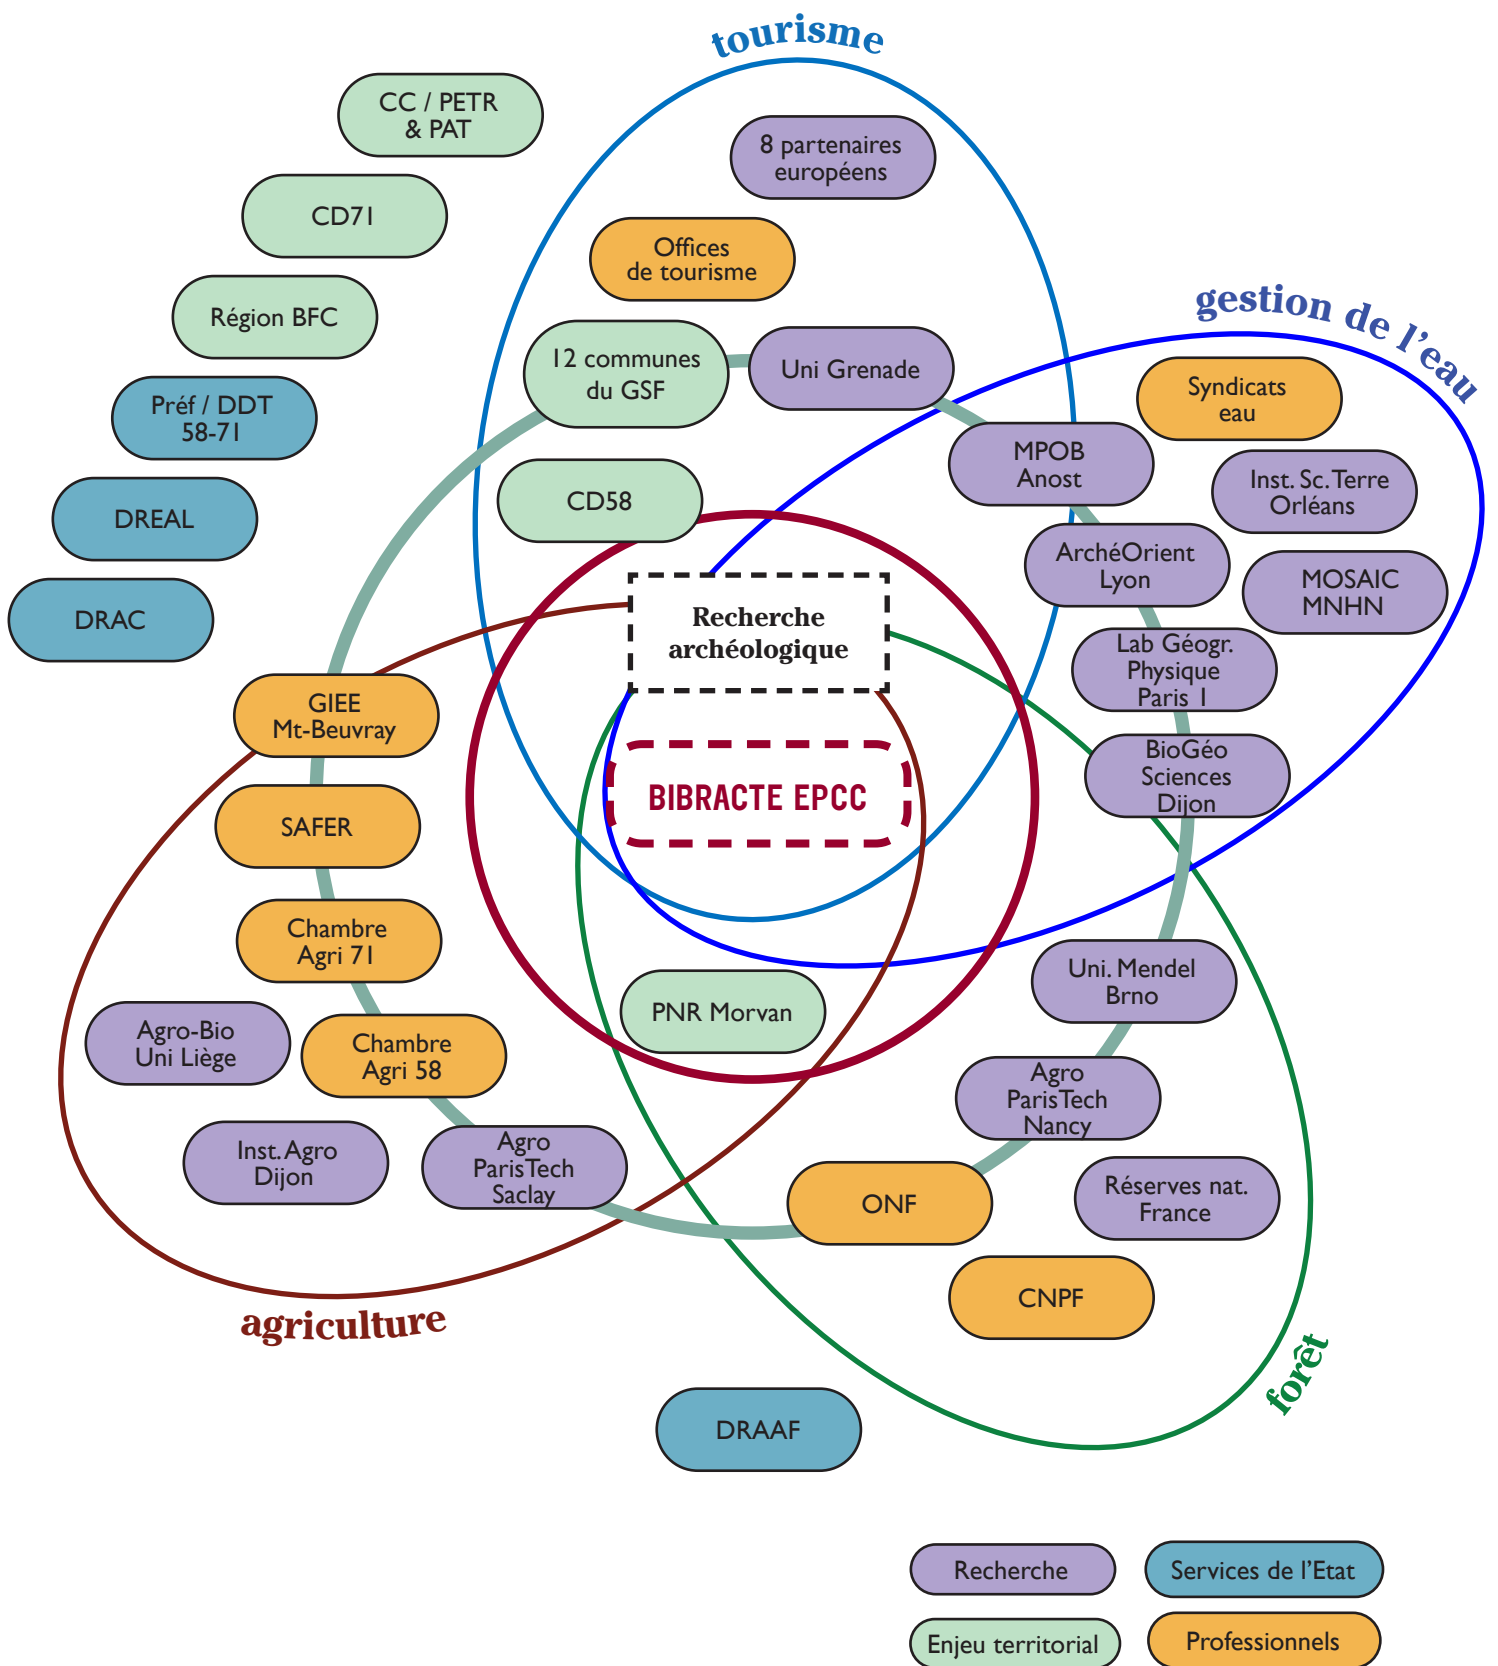 tourisme
CC / PETR
& PAT
8 partenaires
européens
CD71
Offices
de tourisme
Région BFC
gestion de l'eau
12 communes
du GSF
Uni Grenade
Syndicats
eau
Préf / DDT
58-71
MPOB
Anost
Inst. Sc. Terre
Orléans
CD58
DREAL
ArchéOrient
Lyon
MOSAIC
MNHN
DRAC
Recherche
archéologique
Lab Géogr.
Physique
Paris 1
GIEE
Mt-Beuvray
BIBRACTE EPCC
BioGéo
Sciences
Dijon
SAFER
Chambre
Agri 71
Uni. Mendel
Brno
PNR Morvan
Agro-Bio
Uni Liège
Chambre
Agri 58
Agro
ParisTech
Nancy
Inst. Agro
Dijon
Agro
ParisTech
Saclay
ONF
Réserves nat.
France
CNPF
agriculture
forêt
DRAAF
Recherche
Services de l'Etat
Enjeu territorial
Professionnels